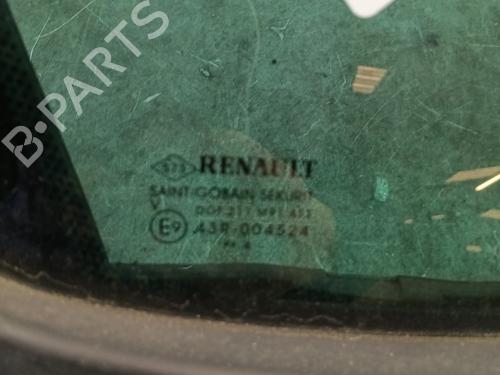 B-PARTS
RENAULT
SAINT-GOBAIN SEKURIT
V
E9 43R-004524